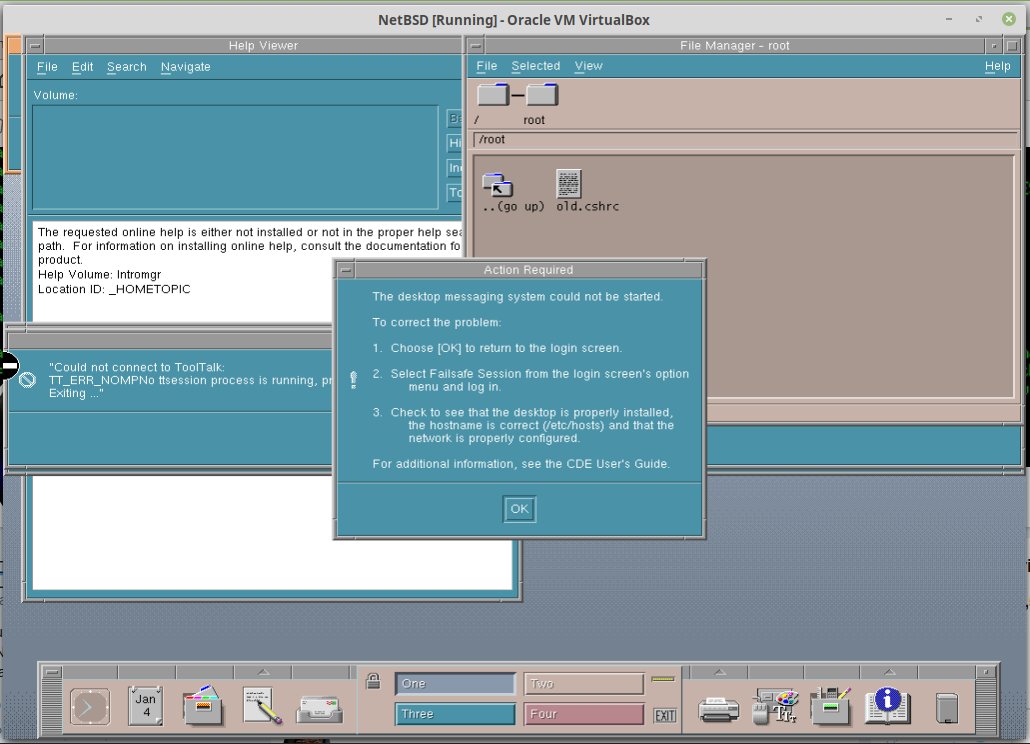 NetBSD [Running] - Oracle VM VirtualBox
Help Viewer
File Edit Search Navigate
Volume:
The requested online help is either not installed or not in the proper help
path. For information on installing online help, consult the documentation
product.
Help Volume: Intromgr
Location ID: _HOMETOPIC
File Manager - root
File Selected View Help
/ root
/root
..(go up) old.cshrc
"Could not connect to ToolTalk:
TT_ERR_NOMPNo ttsession process is running,
Exiting ..."
Action Required
The desktop messaging system could not be started.
To correct the problem:
1. Choose [OK] to return to the login screen.
2. Select Failsafe Session from the login screen's option
menu and log in.
3. Check to see that the desktop is properly installed,
the hostname is correct (/etc/hosts) and that the
network is properly configured.
For additional information, see the CDE User's Guide.
OK
Jan
4
One Two
Three Four
EXIT